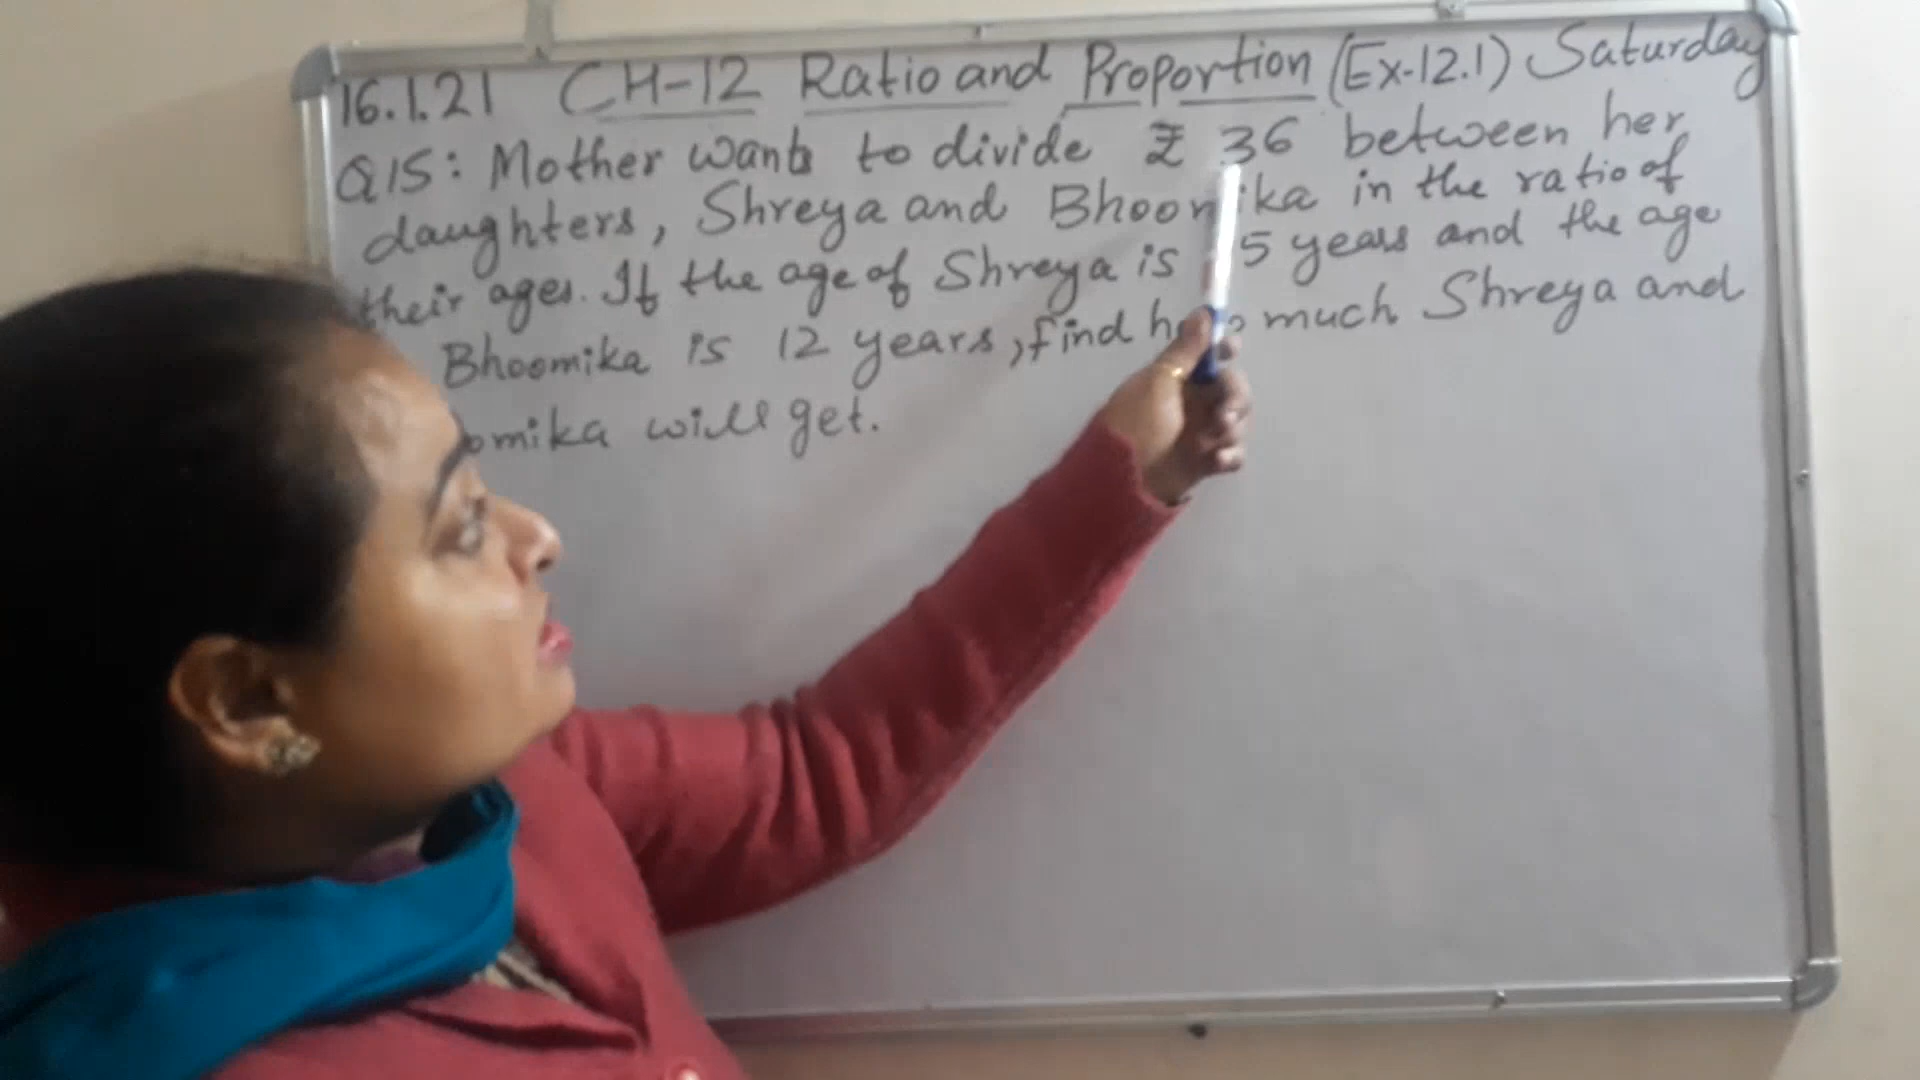 16.1.21 CH-12 Ratio and Proportion (Ex-12.1) Saturday
Q15: Mother wants to divide ₹ 36 between her
daughters, Shreya and Bhoomika in the ratio of
their ages. If the age of Shreya is 15 years and the age
Bhoomika is 12 years, find how much Shreya and
omika will get.